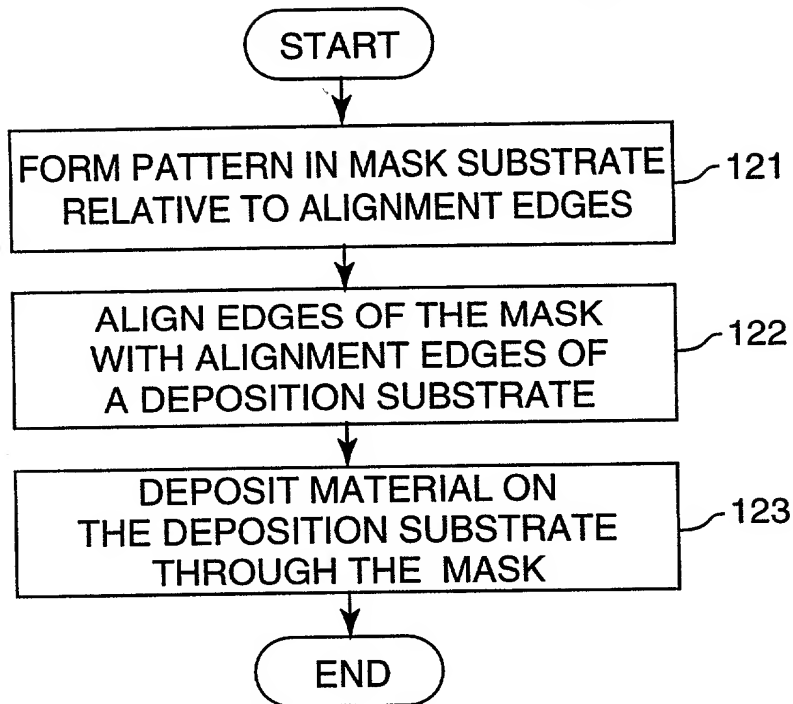 START
FORM PATTERN IN MASK SUBSTRATE
RELATIVE TO ALIGNMENT EDGES
121
ALIGN EDGES OF THE MASK
WITH ALIGNMENT EDGES OF
A DEPOSITION SUBSTRATE
122
DEPOSIT MATERIAL ON
THE DEPOSITION SUBSTRATE
THROUGH THE MASK
123
END